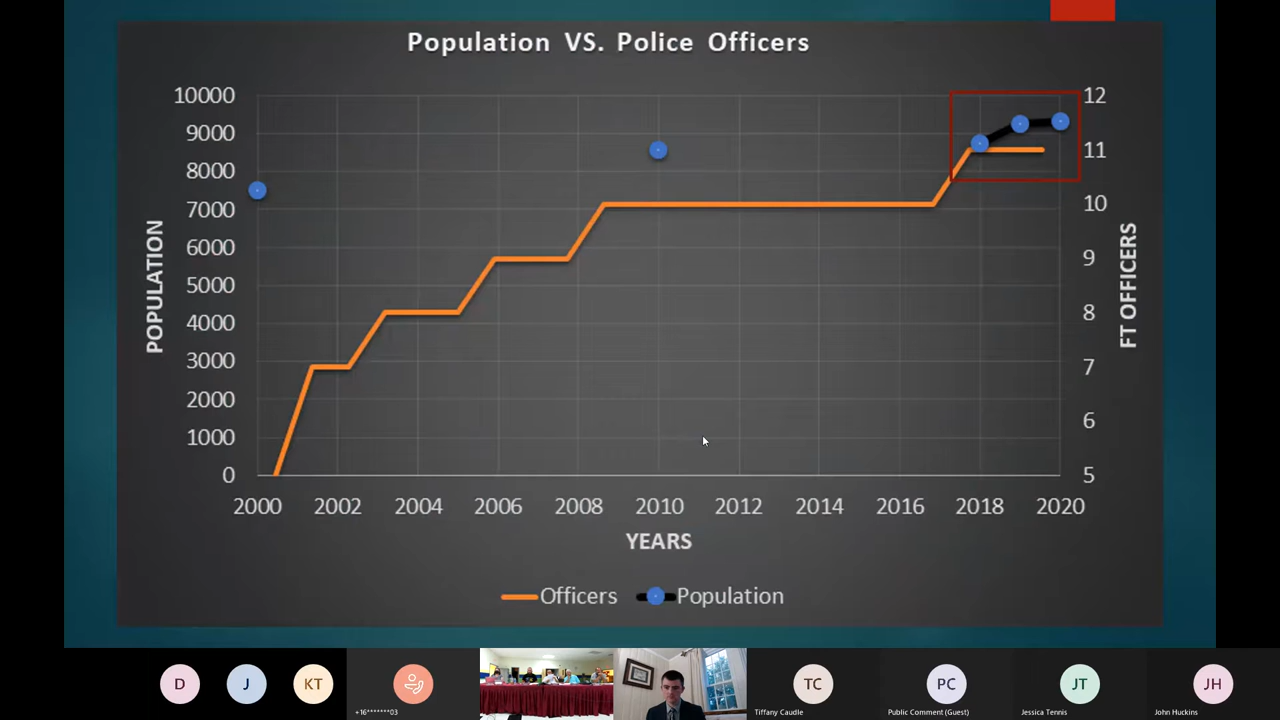 Population VS. Police Officers
10000
9000
8000
7000
6000
5000
4000
3000
2000
1000
0
POPULATION
12
11
10
9
8
7
6
5
FT OFFICERS
2000 2002 2004 2006 2008 2010 2012 2014 2016 2018 2020
YEARS
Officers Population
D J KT TC PC JT JH
+16*******03 Tiffany Caudle Public Comment (Guest) Jessica Tennis John Huckins